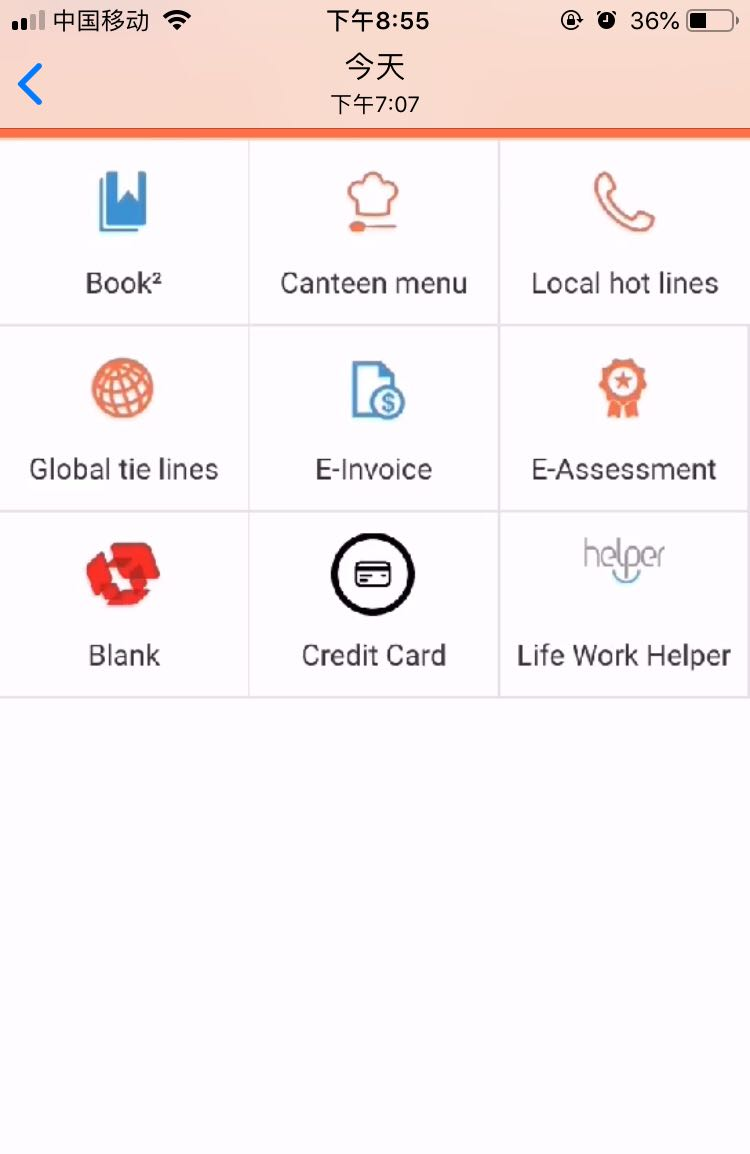 中国移动 下午8:55 36%
今天
下午7:07
Book² Canteen menu Local hot lines
Global tie lines E-Invoice E-Assessment
helper
Blank Credit Card Life Work Helper